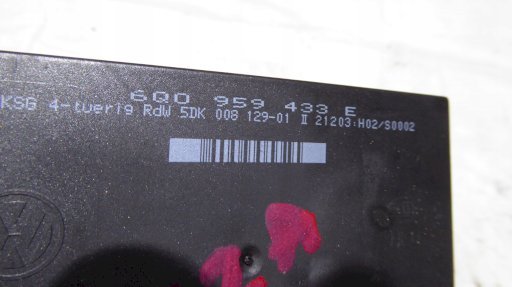 6Q0 959 433 E
KSG 4-tuerig RdW 5DK 008 129-01 II 21203:H02/S0002